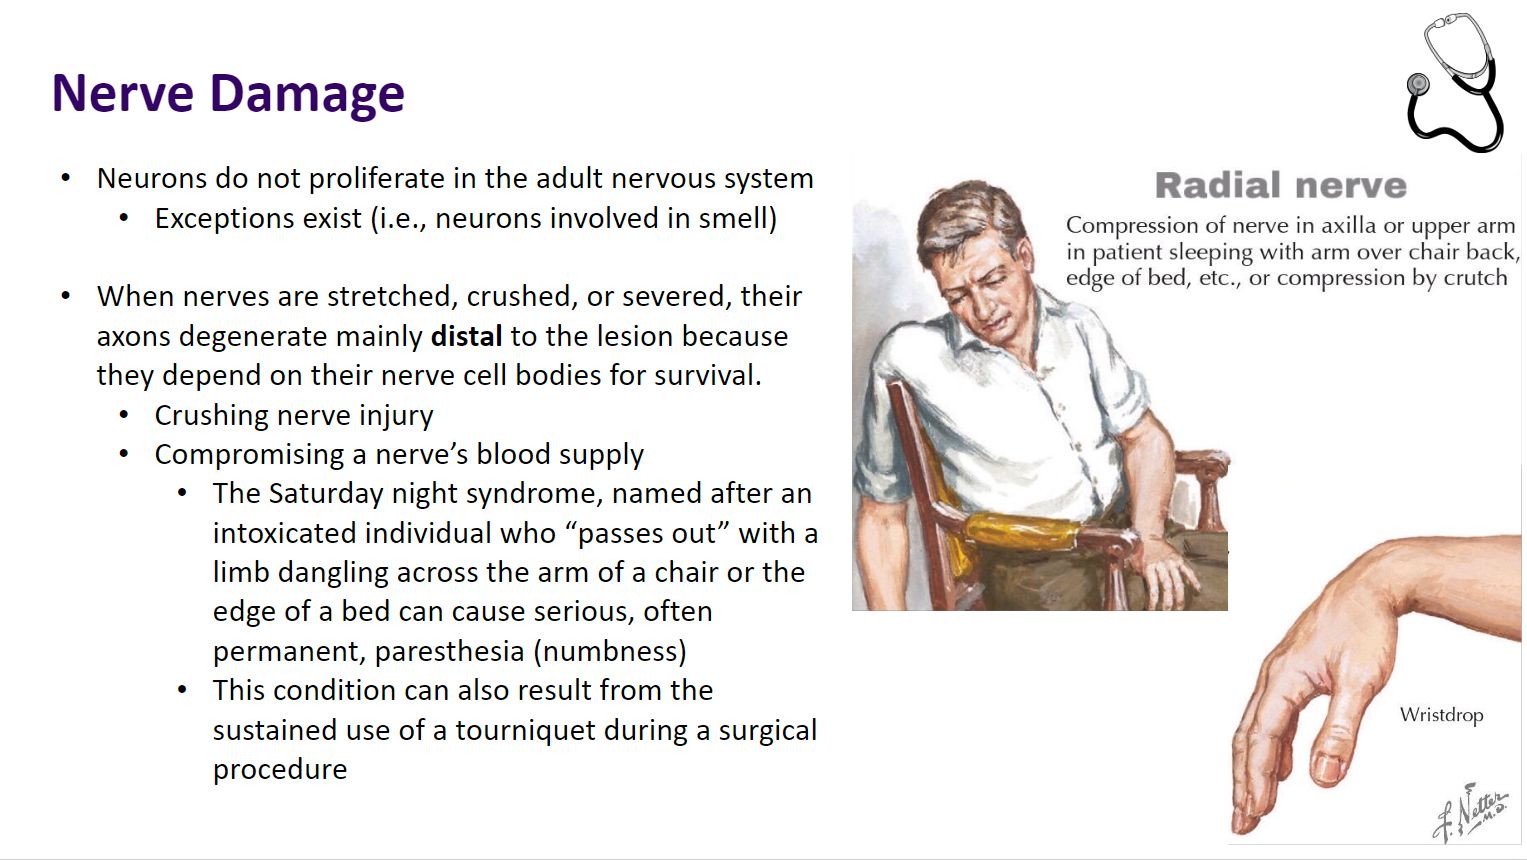 Nerve Damage
• Neurons do not proliferate in the adult nervous system
• Exceptions exist (i.e., neurons involved in smell)
• When nerves are stretched, crushed, or severed, their
axons degenerate mainly distal to the lesion because
they depend on their nerve cell bodies for survival.
• Crushing nerve injury
• Compromising a nerve’s blood supply
• The Saturday night syndrome, named after an
intoxicated individual who “passes out” with a
limb dangling across the arm of a chair or the
edge of a bed can cause serious, often
permanent, paresthesia (numbness)
• This condition can also result from the
sustained use of a tourniquet during a surgical
procedure
Radial nerve
Compression of nerve in axilla or upper arm
in patient sleeping with arm over chair back,
edge of bed, etc., or compression by crutch
Wristdrop
F. Netter
M.D.